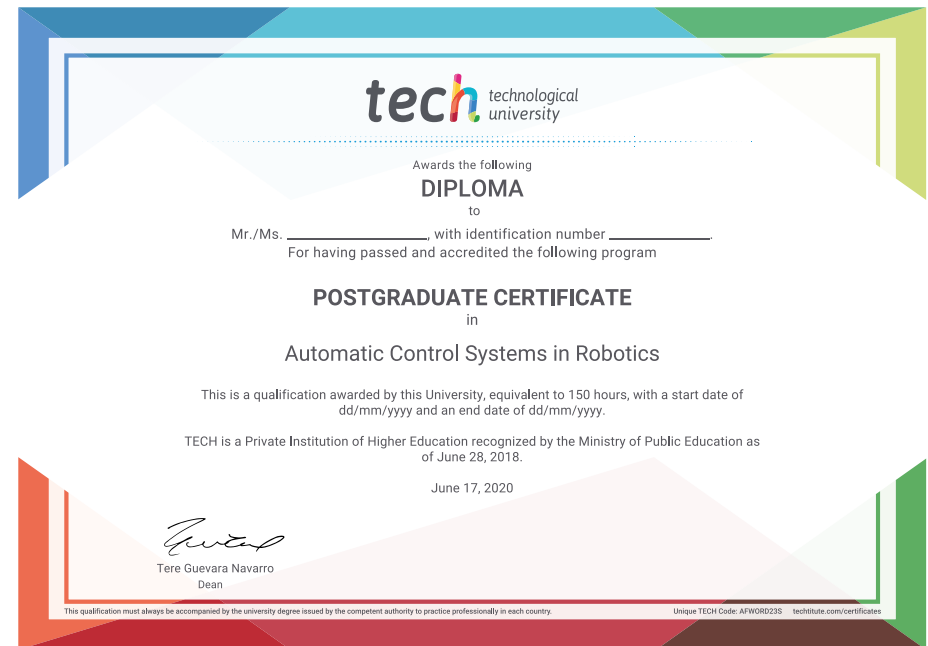 tech technological
university
Awards the following
DIPLOMA
to
Mr./Ms. ____________________, with identification number ______________.
For having passed and accredited the following program
POSTGRADUATE CERTIFICATE
in
Automatic Control Systems in Robotics
This is a qualification awarded by this University, equivalent to 150 hours, with a start date of
dd/mm/yyyy and an end date of dd/mm/yyyy.
TECH is a Private Institution of Higher Education recognized by the Ministry of Public Education as
of June 28, 2018.
June 17, 2020
Tere Guevara Navarro
Dean
This qualification must always be accompanied by the university degree issued by the competent authority to practice professionally in each country.
Unique TECH Code: AFWORD23S techtitute.com/certificates